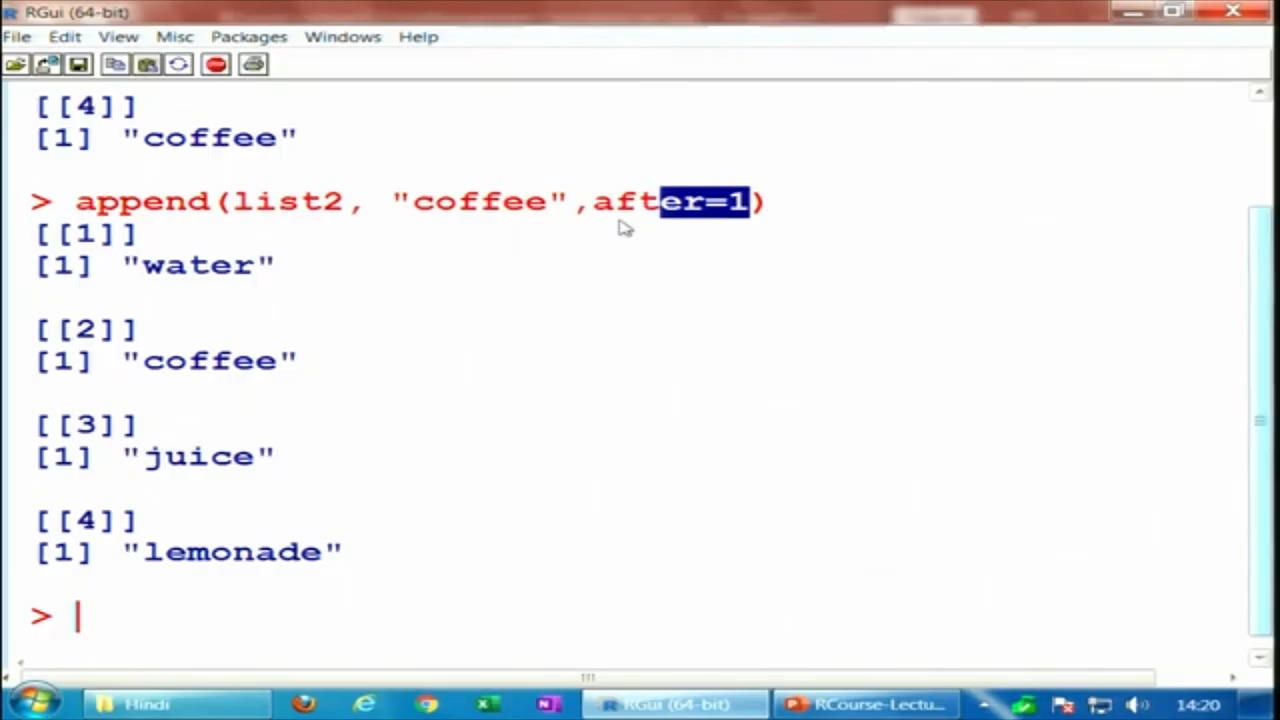 RGui (64-bit)
File Edit View Misc Packages Windows Help
[[4]]
[1] "coffee"
> append(list2, "coffee",after=1)
[[1]]
[1] "water"
[[2]]
[1] "coffee"
[[3]]
[1] "juice"
[[4]]
[1] "lemonade"
>
Hindi RGui (64-bit) RCourse-Lectu... 14:20